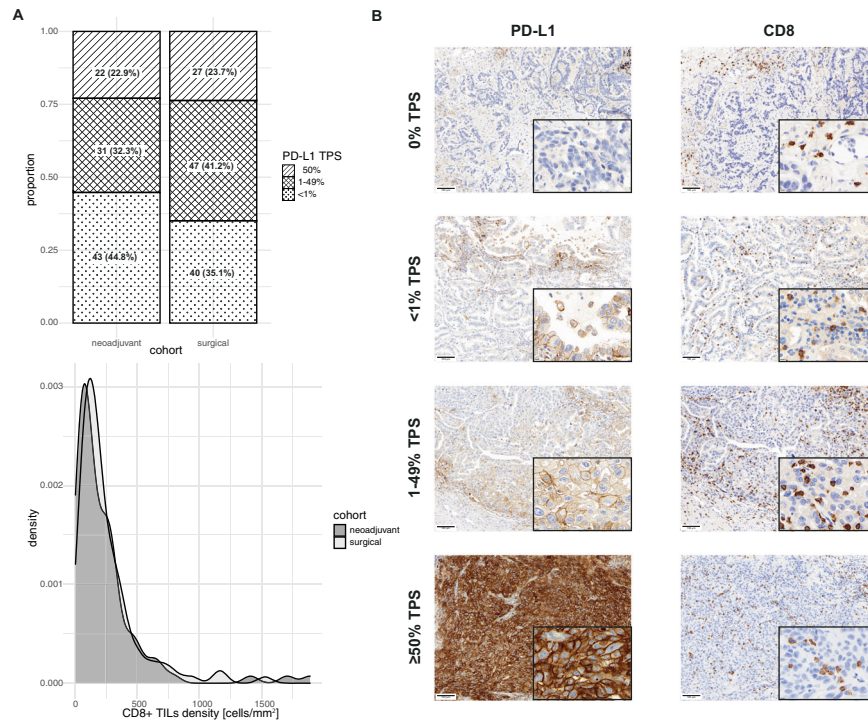 A
1.00
0.75
0.50
0.25
0.00
proportion
22 (22.9%)
27 (23.7%)
31 (32.3%)
47 (41.2%)
43 (44.8%)
40 (35.1%)
neoadjuvant
surgical
cohort
PD-L1 TPS
50%
1-49%
<1%
0.003
0.002
0.001
0.000
density
0
500
1000
1500
CD8+ TILs density [cells/mm²]
cohort
neoadjuvant
surgical
B
PD-L1
CD8
0% TPS
<1% TPS
1-49% TPS
≥50% TPS